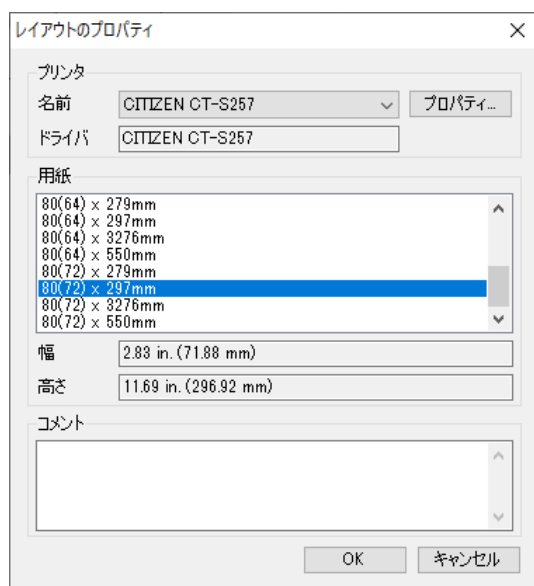 レイアウトのプロパティ
プリンタ
名前 CITIZEN CT-S257 プロパティ...
ドライバ CITIZEN CT-S257
用紙
80(64) x 279mm
80(64) x 297mm
80(64) x 3276mm
80(64) x 550mm
80(72) x 279mm
80(72) x 297mm
80(72) x 3276mm
80(72) x 550mm
幅 2.83 in. (71.88 mm)
高さ 11.69 in. (296.92 mm)
コメント
OK キャンセル